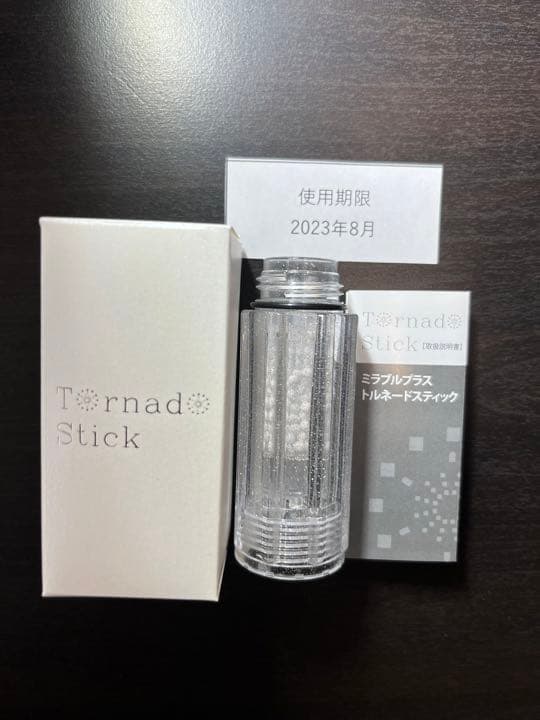 使用期限
2023年8月
Tornado
Stick
Tornado
Stick【取扱説明書】
ミラブルプラス
トルネードスティック